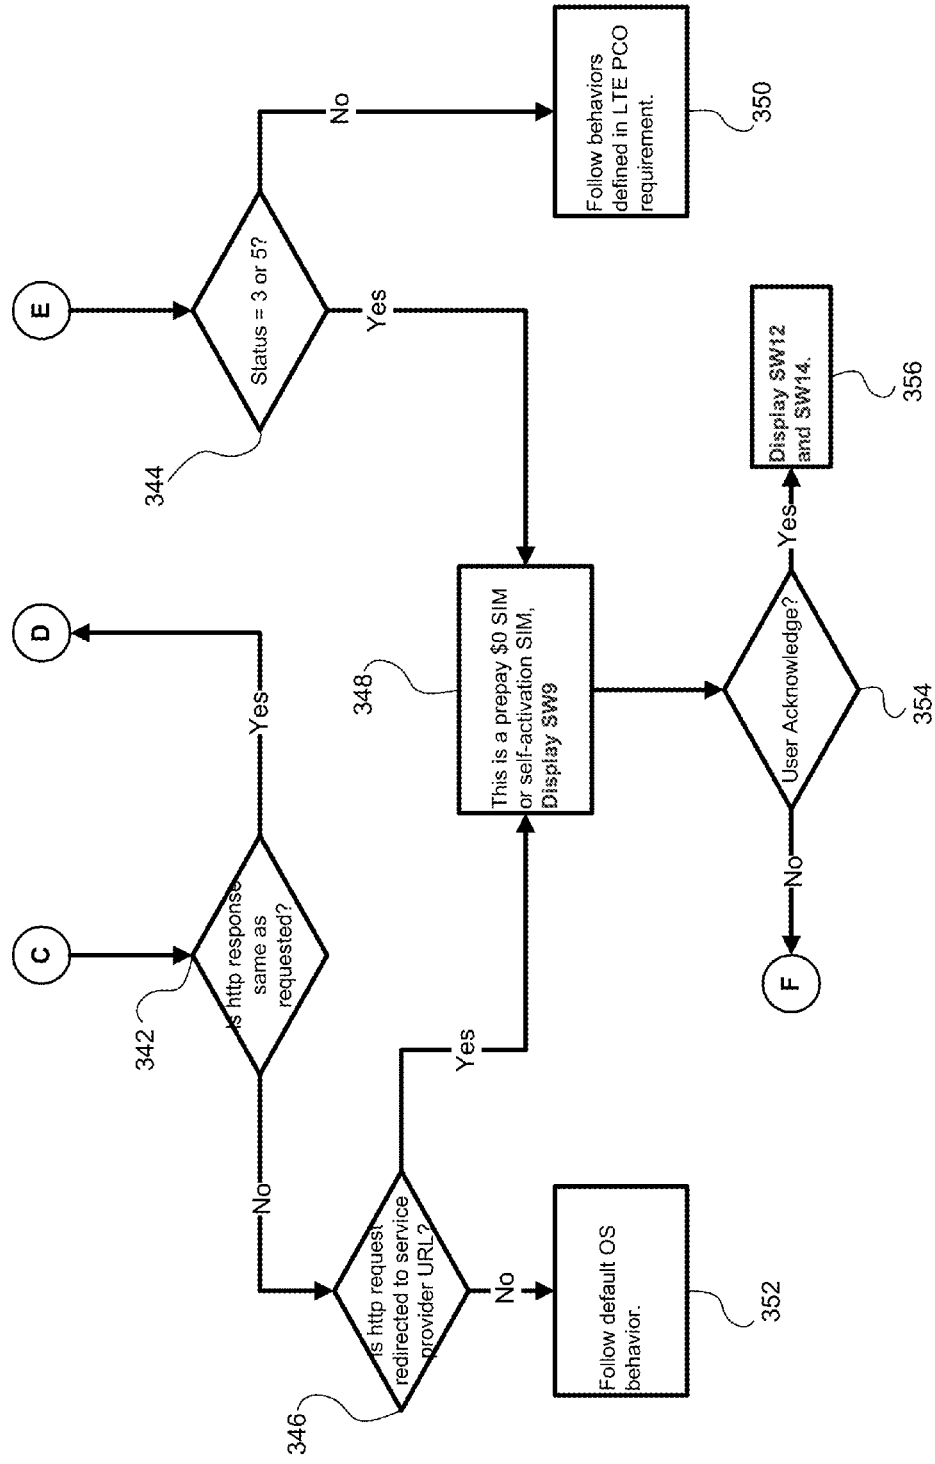 C
D
E
342
Is http response
same as
requested?
344
Status = 3 or 5?
No
Yes
Yes
No
346
Is http request
redirected to service
provider URL?
Yes
No
348
This is a prepay $0 SIM
or self-activation SIM,
Display SW9
352
Follow default OS
behavior.
350
Follow behaviors
defined in LTE PCO
requirement.
F
No
User Acknowledge?
354
Yes
Display SW12
and SW14.
356